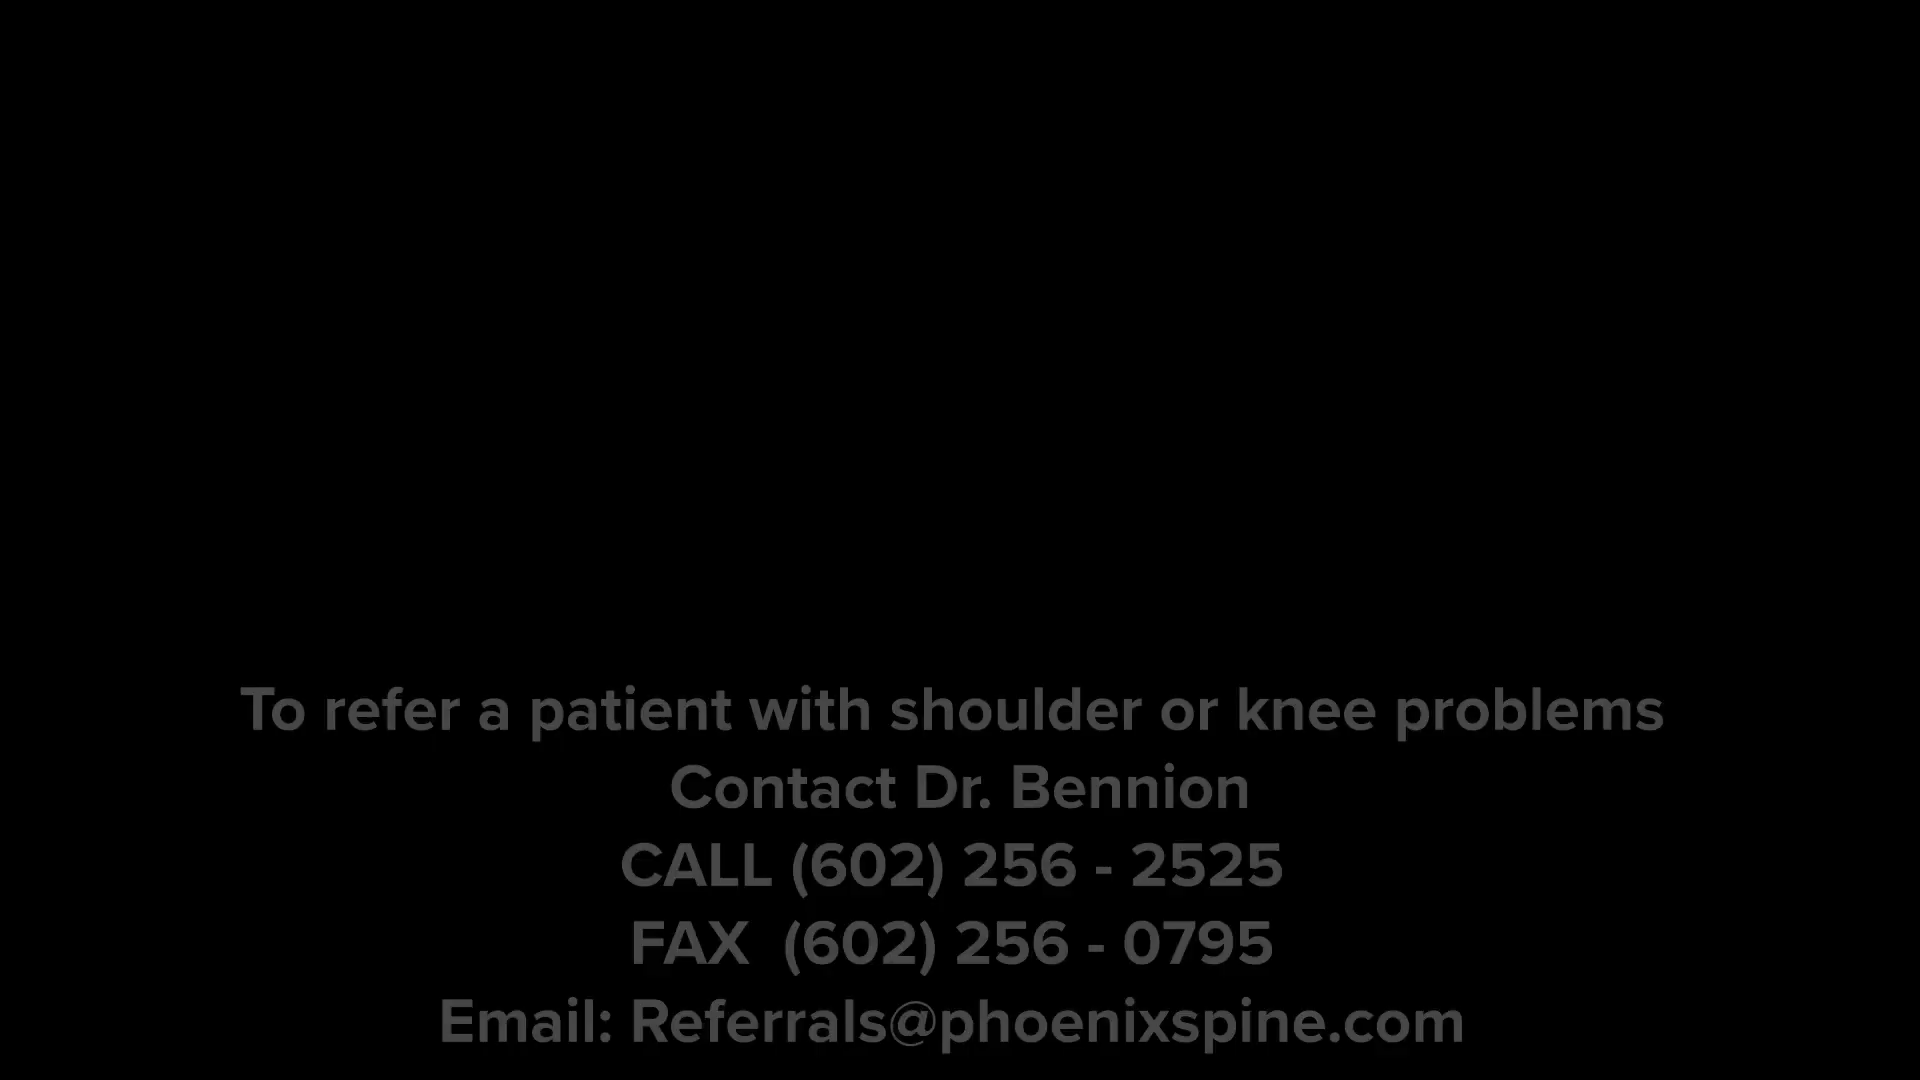 To refer a patient with shoulder or knee problems
Contact Dr. Bennion
CALL (602) 256 - 2525
FAX  (602) 256 - 0795
Email: Referrals@phoenixspine.com